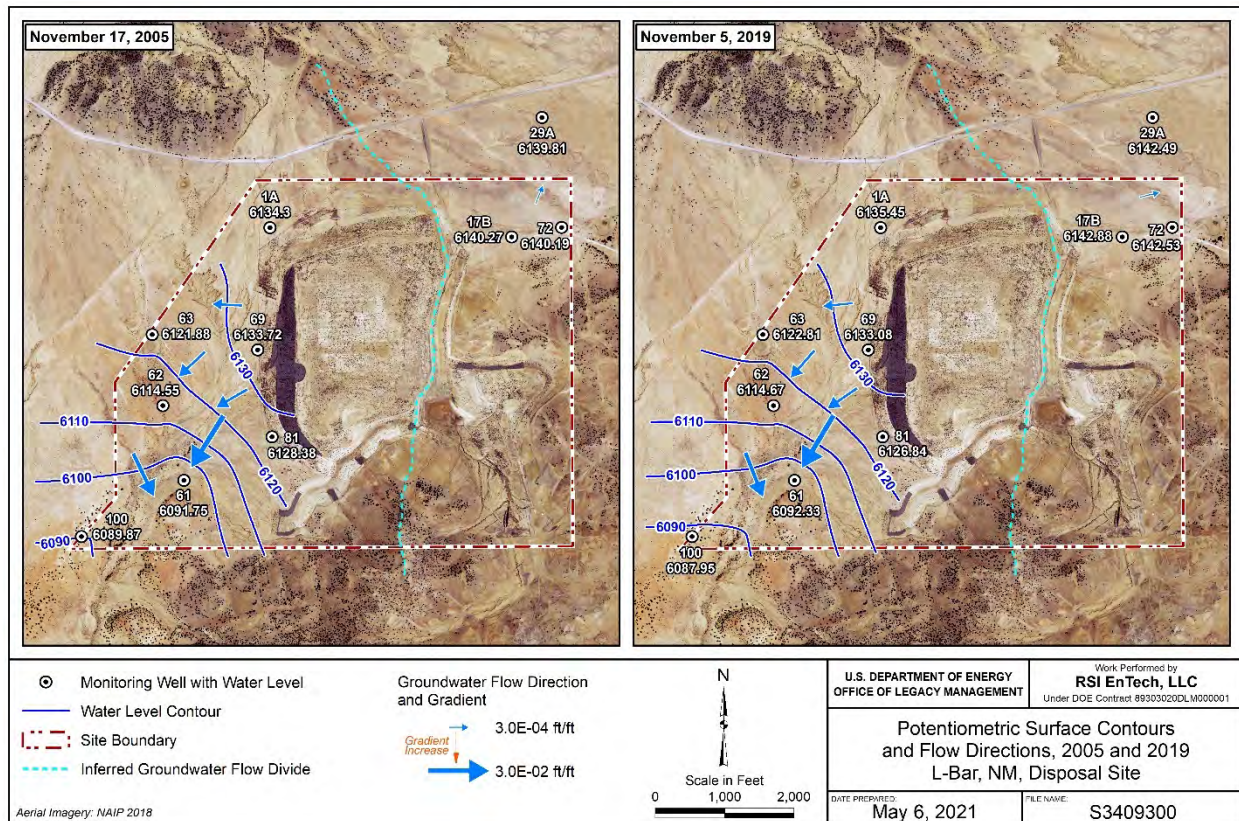 November 17, 2005
29A
6139.81
1A
6134.3
17B
6140.27
72
6140.19
63
6121.88
69
6133.72
6130
62
6114.55
6110
81
6128.38
6120
6100
61
6091.75
100
6089.87
6090
November 5, 2019
29A
6142.49
1A
6135.45
17B
6142.88
72
6142.53
63
6122.81
69
6133.08
6130
62
6114.67
6110
81
6126.84
6120
6100
61
6092.33
6090
100
6087.95
Monitoring Well with Water Level
Water Level Contour
Site Boundary
Inferred Groundwater Flow Divide
Aerial Imagery: NAIP 2018
Groundwater Flow Direction
and Gradient
3.0E-04 ft/ft
Gradient
Increase
3.0E-02 ft/ft
N
Scale in Feet
0 1,000 2,000
U.S. DEPARTMENT OF ENERGY
OFFICE OF LEGACY MANAGEMENT
Work Performed by
RSI EnTech, LLC
Under DOE Contract 89303020DLM000001
Potentiometric Surface Contours
and Flow Directions, 2005 and 2019
L-Bar, NM, Disposal Site
DATE PREPARED:
May 6, 2021
FILE NAME:
S3409300